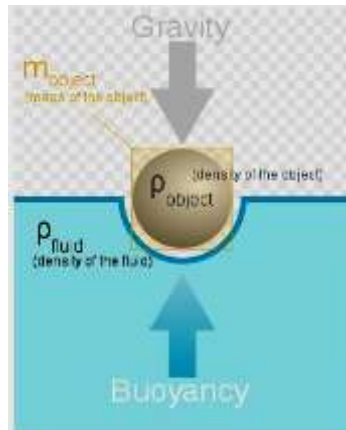 Gravity
m object
(mass of the object)
(density of the object)
ρ object
ρ fluid
(density of the fluid)
Buoyancy